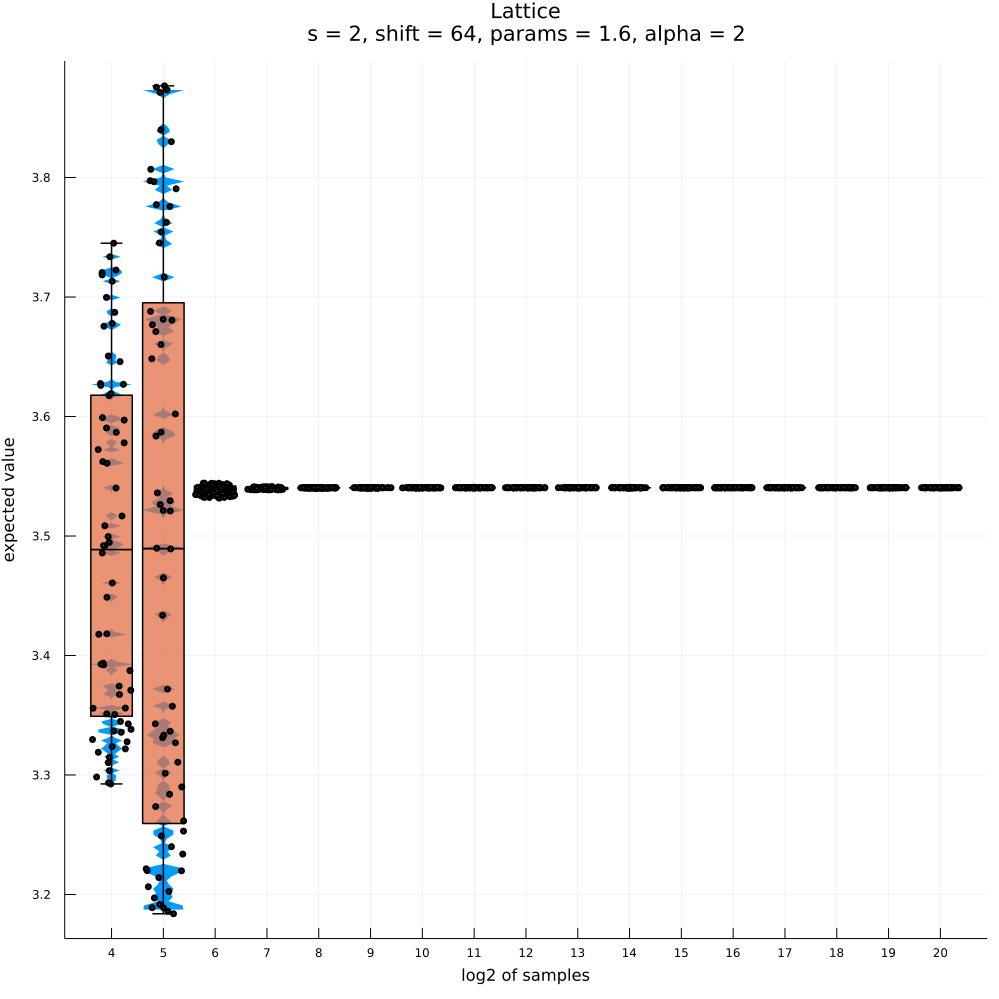 Lattice
s = 2, shift = 64, params = 1.6, alpha = 2
expected value
3.8
3.7
3.6
3.5
3.4
3.3
3.2
4 5 6 7 8 9 10 11 12 13 14 15 16 17 18 19 20
log2 of samples